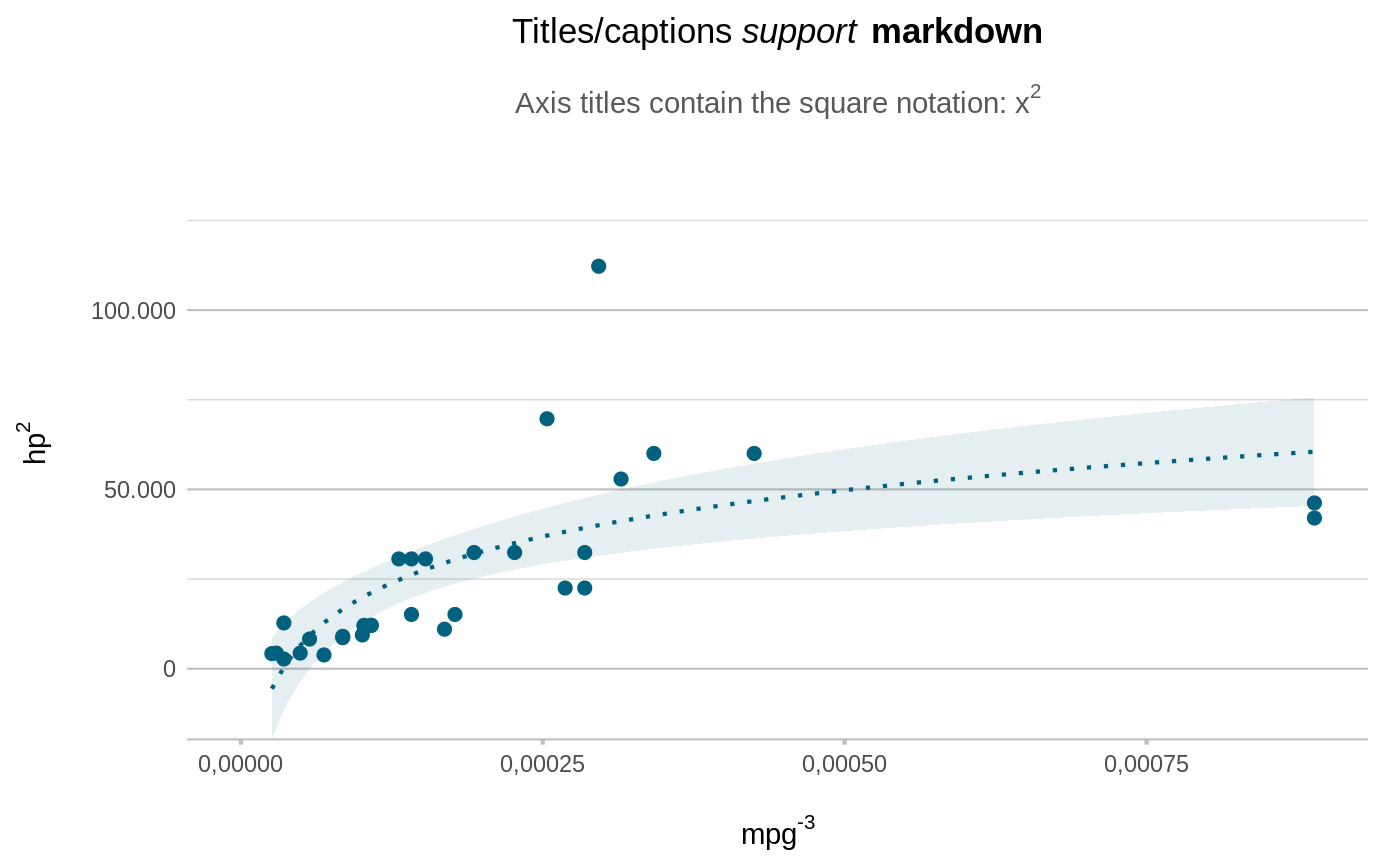 Titles/captions support markdown
Axis titles contain the square notation: x²
hp²
100.000
50.000
0
0,00000
0,00025
0,00050
0,00075
mpg⁻³